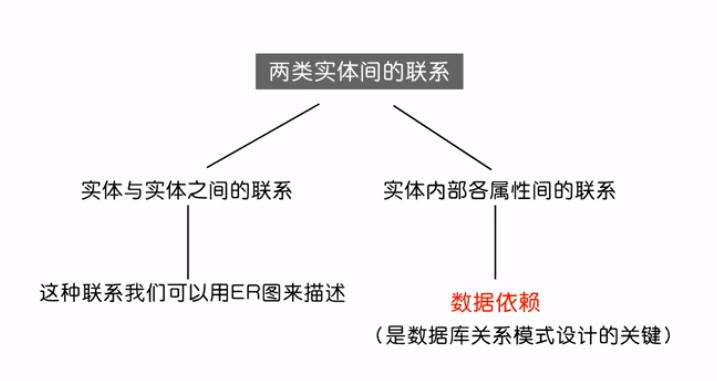 两类实体间的联系
实体与实体之间的联系
实体内部各属性间的联系
这种联系我们可以用ER图来描述
数据依赖
（是数据库关系模式设计的关键）